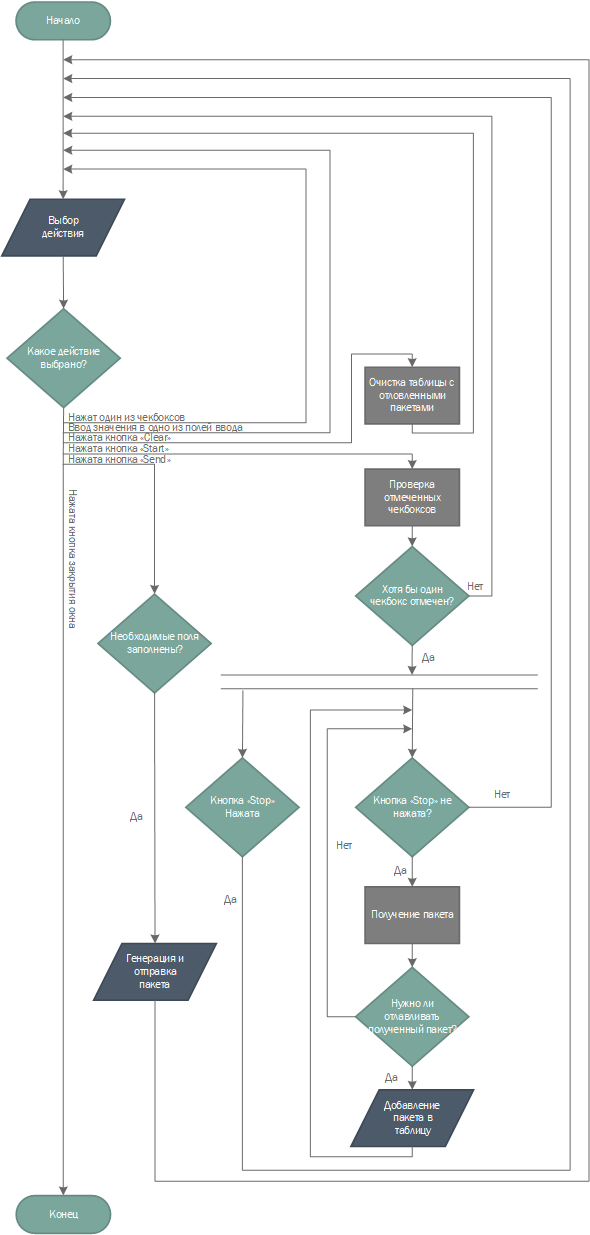 Начало
Выбор
действия
Какое действие
выбрано?
Очистка таблицы с
отловленными
пакетами
Нажат один из чекбоксов
Ввод значения в одно из полей ввода
Нажата кнопка «Clear»
Нажата кнопка «Start»
Нажата кнопка «Send»
Нажата кнопка закрытия окна
Проверка
отмеченных
чекбоксов
Хотя бы один
чекбокс отмечен?
Нет
Да
Необходимые поля
заполнены?
Кнопка «Stop»
Нажата
Кнопка «Stop» не
нажата?
Нет
Да
Нет
Да
Да
Получение пакета
Генерация и
отправка
пакета
Нужно ли
отлавливать
полученный пакет?
Да
Добавление
пакета в
таблицу
Конец